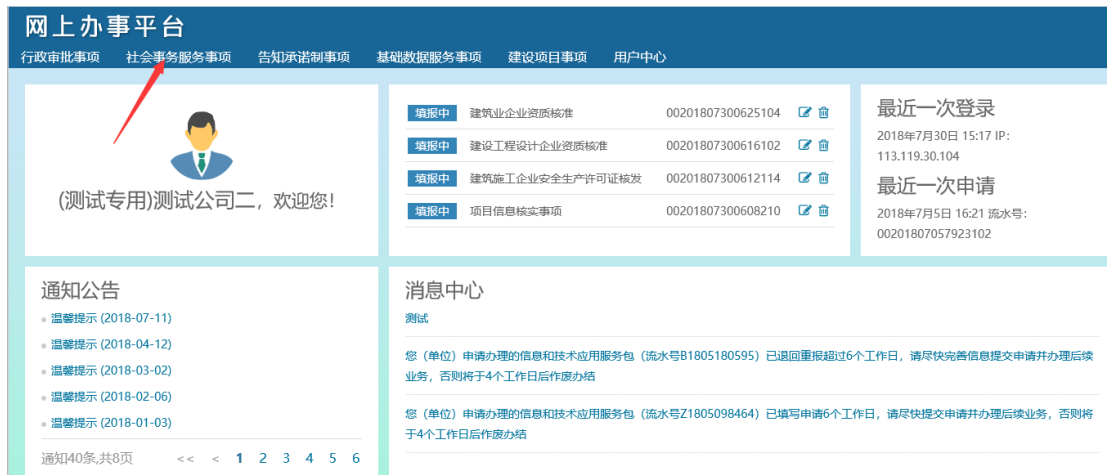 网上办事平台
行政审批事项 社会事务服务事项 告知承诺制事项 基础数据服务事项 建设项目事项 用户中心
(测试专用)测试公司二，欢迎您！
填报中 建筑业企业资质核准 00201807300625104
填报中 建设工程设计企业资质核准 00201807300616102
填报中 建筑施工企业安全生产许可证核发 00201807300612114
填报中 项目信息核实事项 00201807300608210
最近一次登录
2018年7月30日 15:17 IP:
113.119.30.104
最近一次申请
2018年7月5日 16:21 流水号:
00201807057923102
通知公告
温馨提示 (2018-07-11)
温馨提示 (2018-04-12)
温馨提示 (2018-03-02)
温馨提示 (2018-02-06)
温馨提示 (2018-01-03)
通知40条,共8页 << < 1 2 3 4 5 6
消息中心
测试
您（单位）申请办理的信息和技术应用服务包（流水号B1805180595）已退回重报超过6个工作日，请尽快完善信息提交申请并办理后续
业务，否则将于4个工作日后作废办结
您（单位）申请办理的信息和技术应用服务包（流水号Z1805098464）已填写申请6个工作日，请尽快提交申请并办理后续业务，否则将
于4个工作日后作废办结